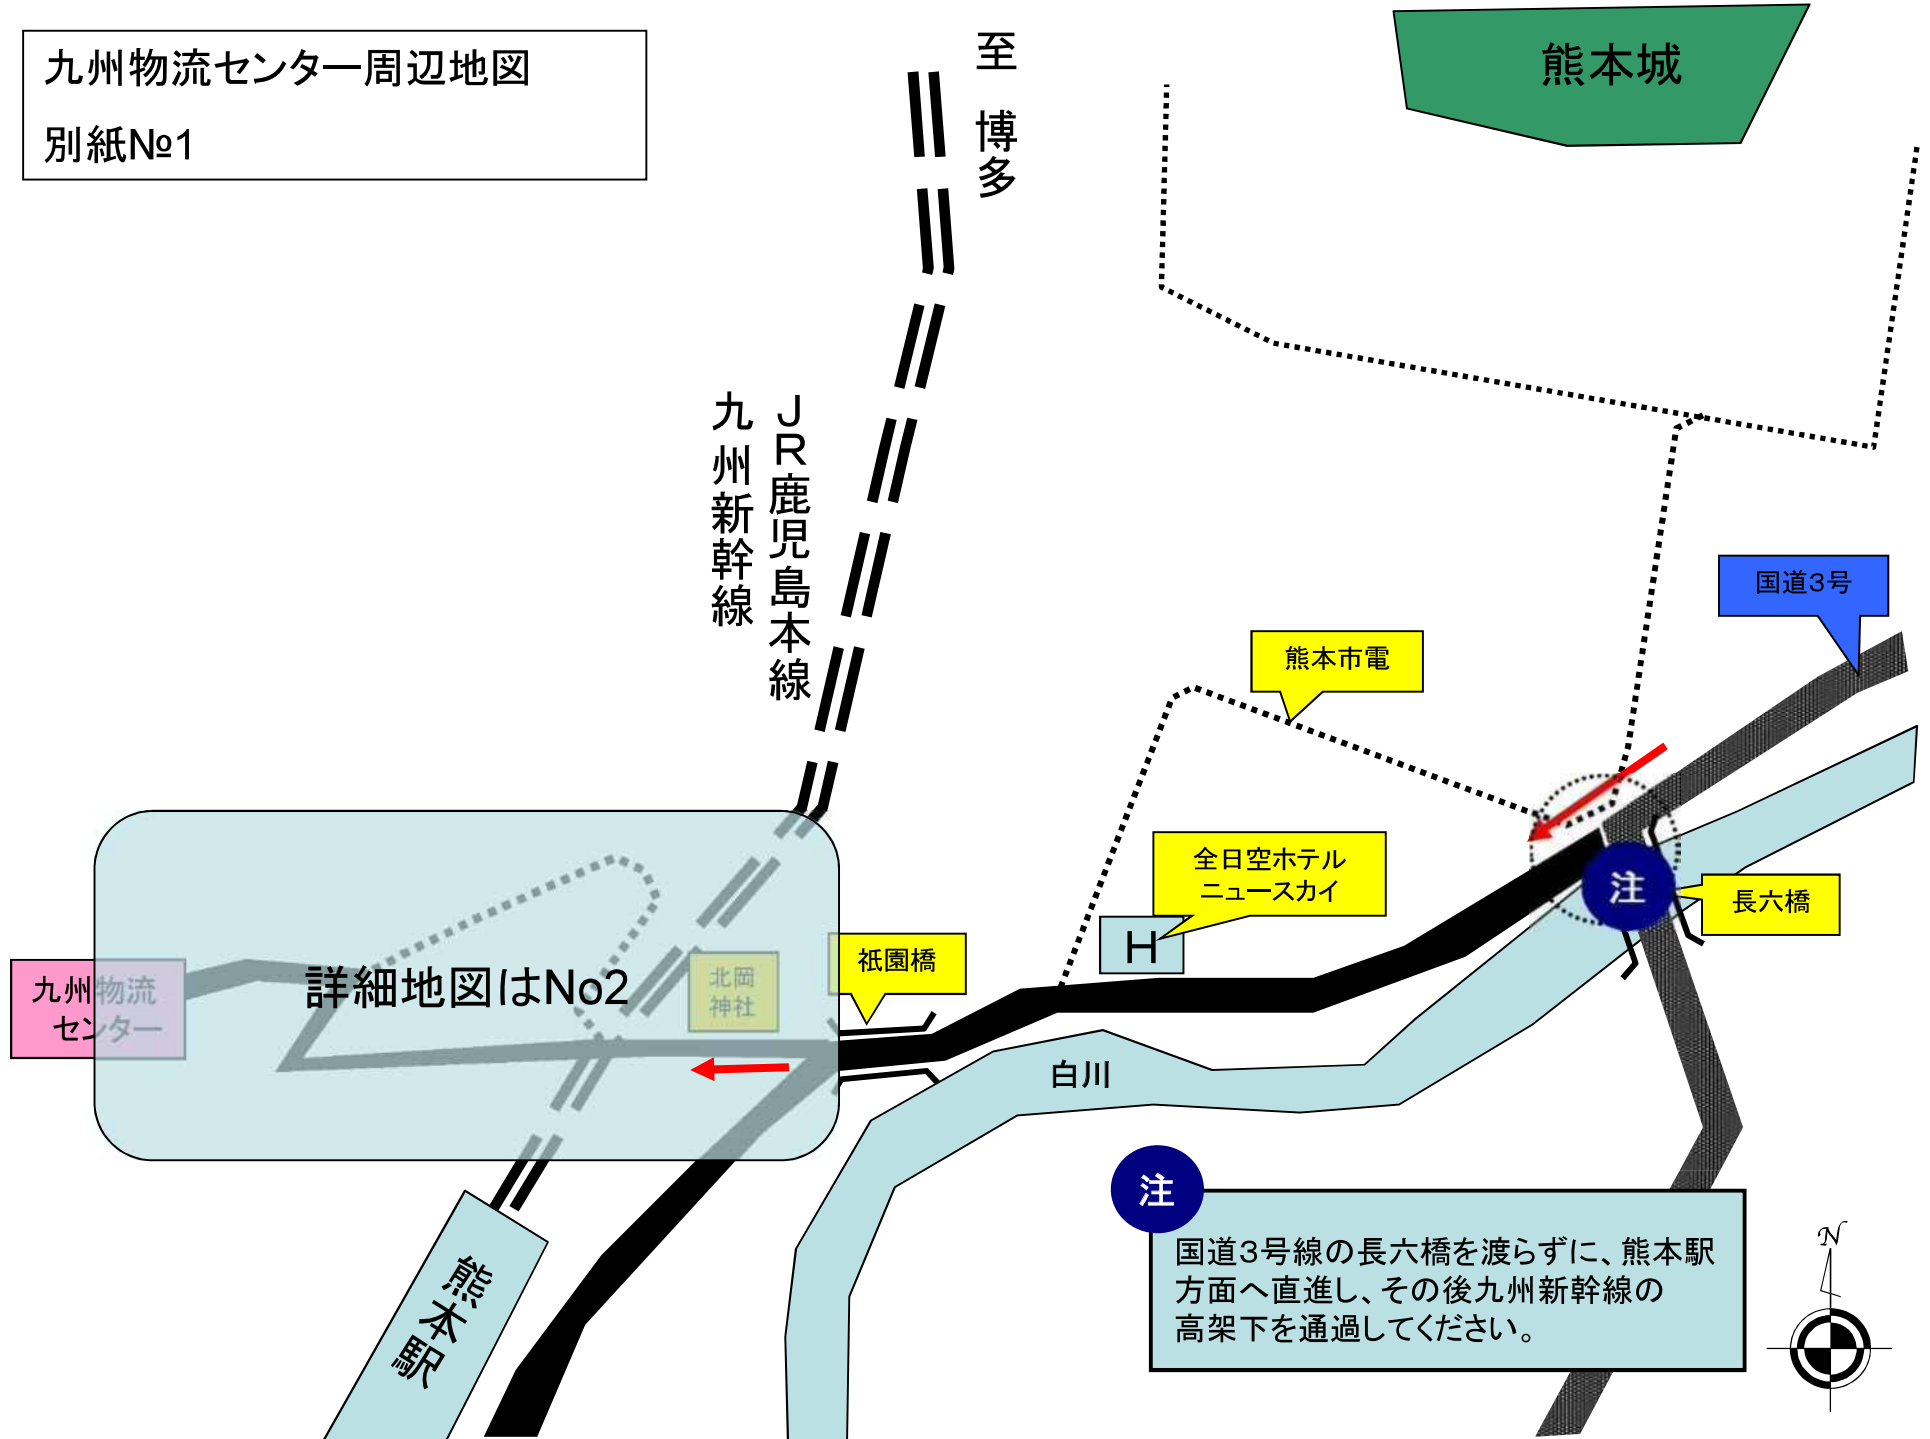 九州物流センター周辺地図
別紙№1
至 博多
熊本城
九州新幹線
JR鹿児島本線
国道3号
熊本市電
全日空ホテル
ニュースカイ
H
注
長六橋
祇園橋
北岡
神社
九州物流
センター
詳細地図はNo2
白川
熊本駅
注
国道3号線の長六橋を渡らずに、熊本駅
方面へ直進し、その後九州新幹線の
高架下を通過してください。
N